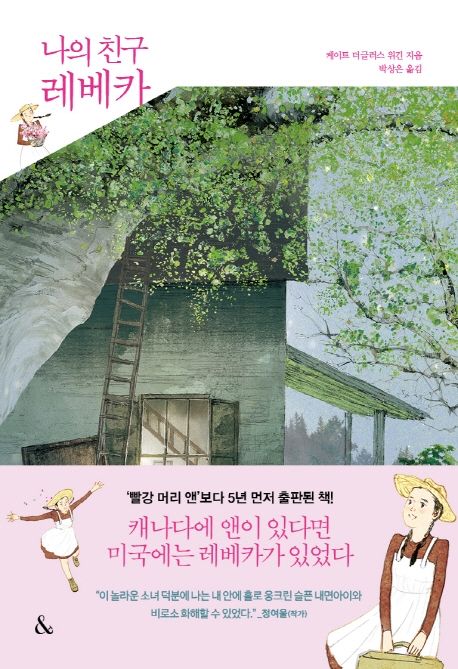 나의 친구
레베카
케이트 더글러스 위긴 지음
박상은 옮김
‘빨강 머리 앤’보다 5년 먼저 출판된 책!
캐나다에 앤이 있다면
미국에는 레베카가 있었다
“이 놀라운 소녀 덕분에 나는 내 안에 홀로 웅크린 슬픈 내면아이와
비로소 화해할 수 있었다.”_정여울(작가)
&